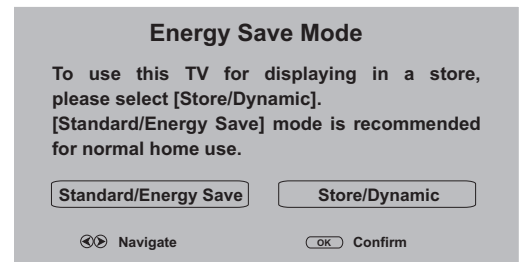 Energy Save Mode
To use this TV for displaying in a store,
please select [Store/Dynamic].
[Standard/Energy Save] mode is recommended
for normal home use.
Standard/Energy Save Store/Dynamic
Navigate OK Confirm